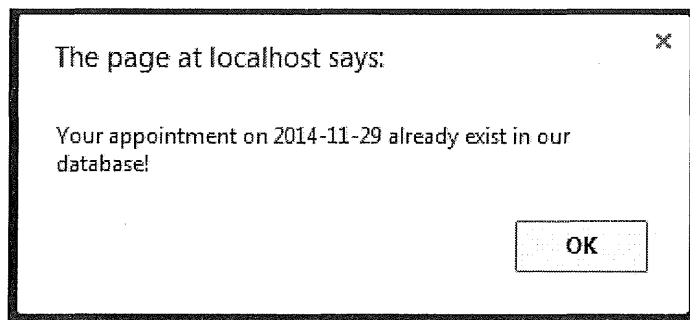 The page at localhost says:
×
Your appointment on 2014-11-29 already exist in our
database!
OK